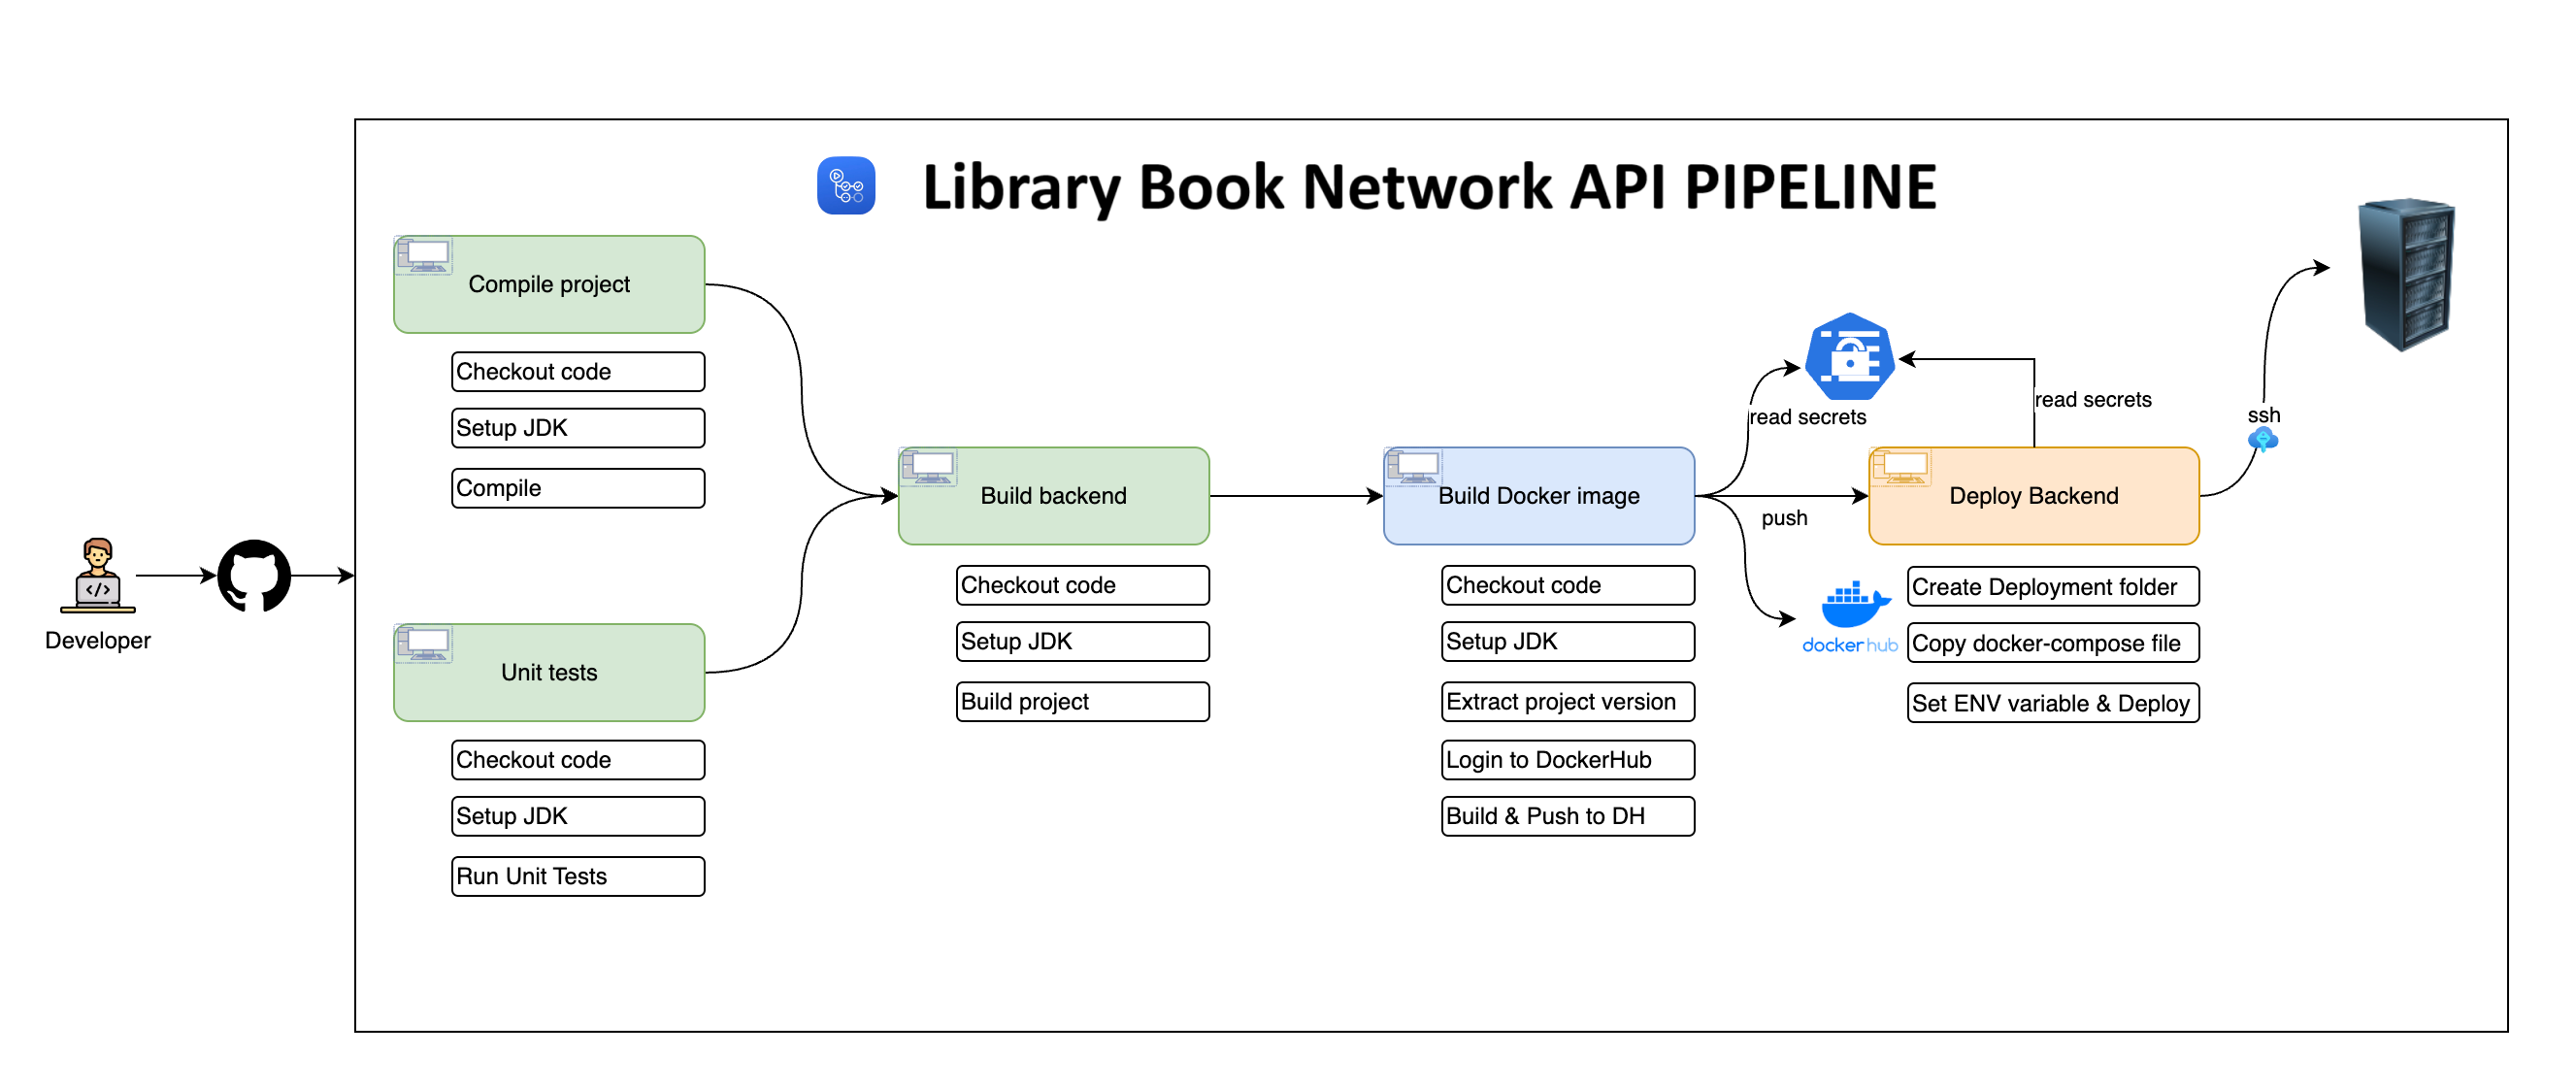 Library Book Network API PIPELINE
Developer
Compile project
Checkout code
Setup JDK
Compile
Unit tests
Checkout code
Setup JDK
Run Unit Tests
Build backend
Checkout code
Setup JDK
Build project
Build Docker image
Checkout code
Setup JDK
Extract project version
Login to DockerHub
Build & Push to DH
read secrets
push
dockerhub
read secrets
Deploy Backend
Create Deployment folder
Copy docker-compose file
Set ENV variable & Deploy
ssh